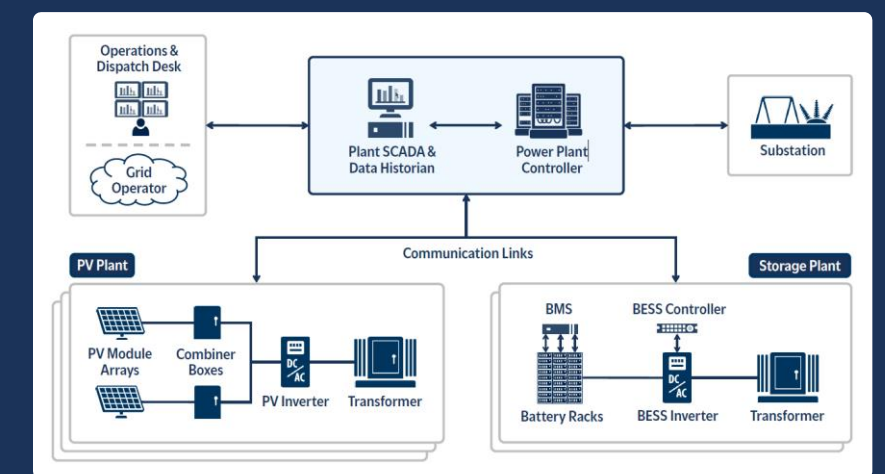 Operations &
Dispatch Desk
Grid
Operator
Plant SCADA &
Data Historian
Power Plant
Controller
Substation
Communication Links
PV Plant
Storage Plant
PV Module
Arrays
Combiner
Boxes
DC
AC
PV Inverter
Transformer
BMS
BESS Controller
Battery Racks
DC
AC
BESS Inverter
Transformer